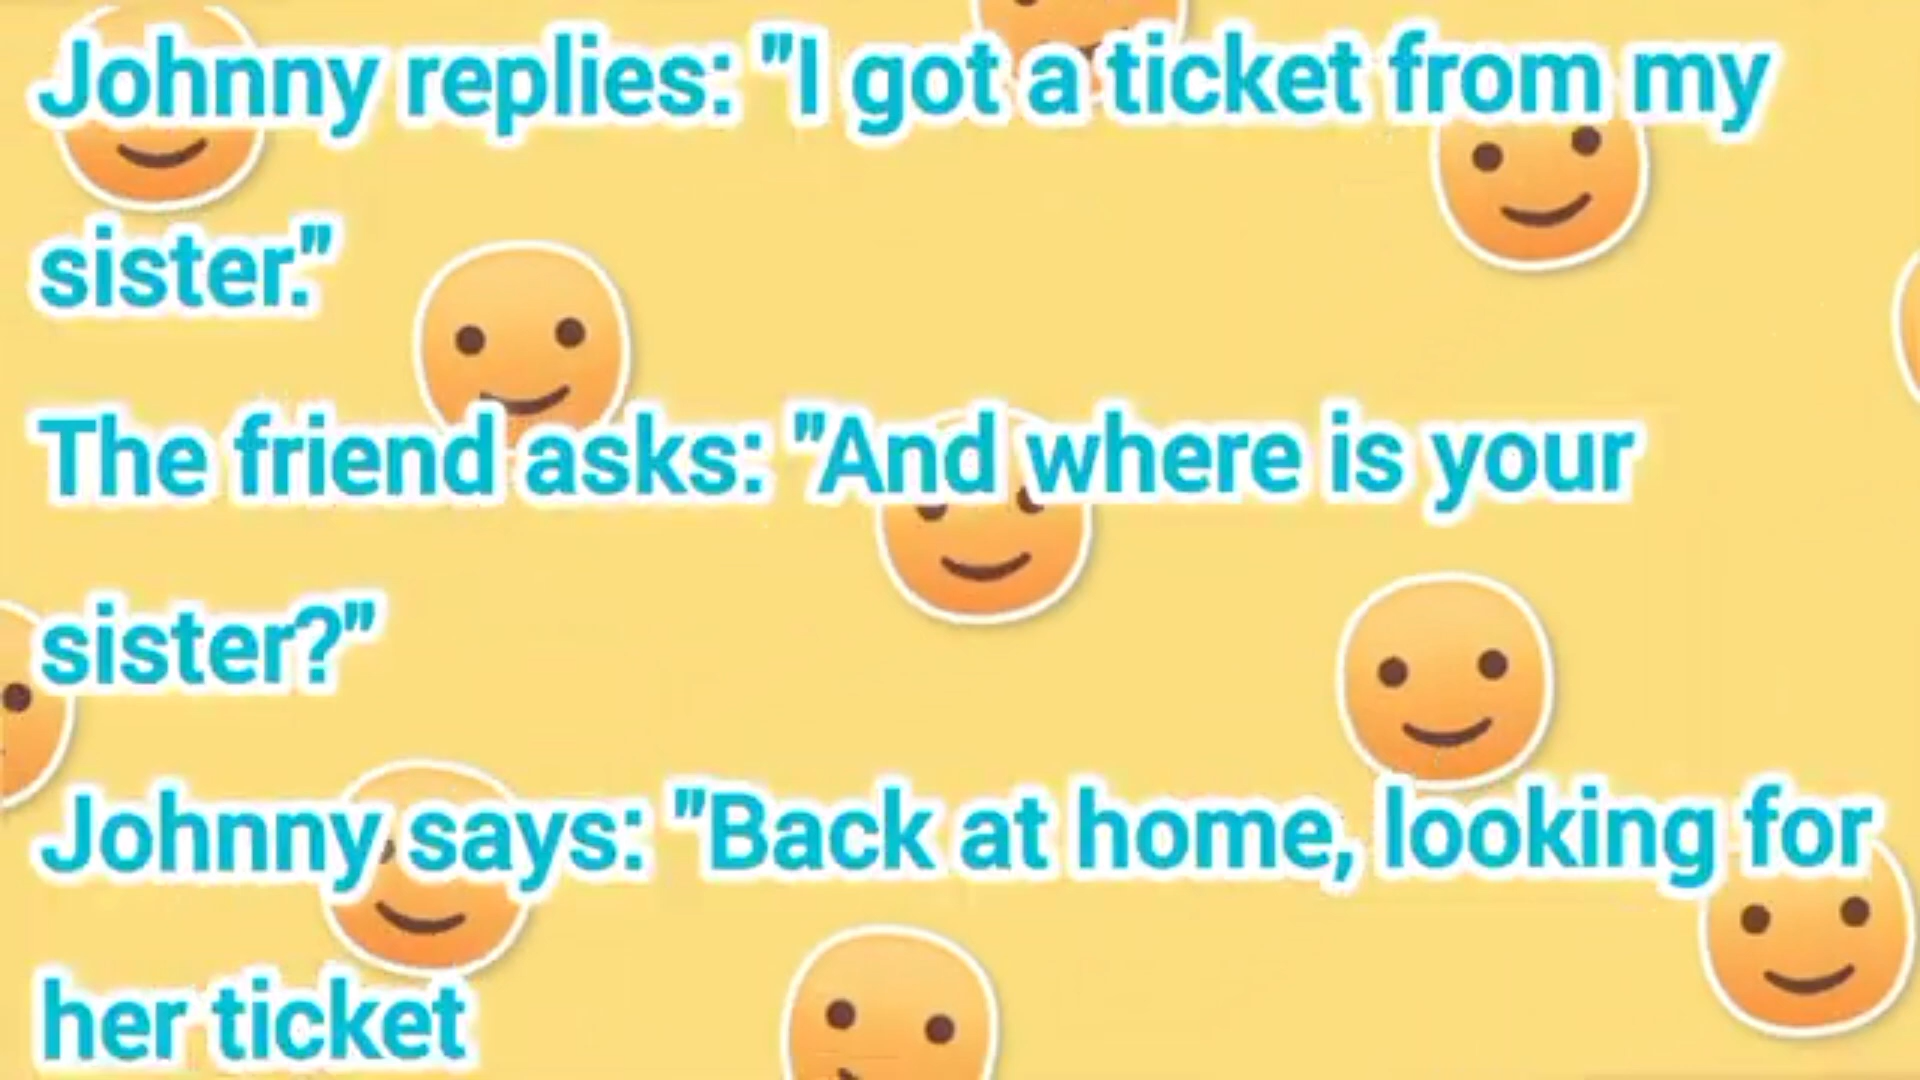 Johnny replies: "I got a ticket from my
sister."
The friend asks: "And where is your
sister?"
Johnny says: "Back at home, looking for
her ticket